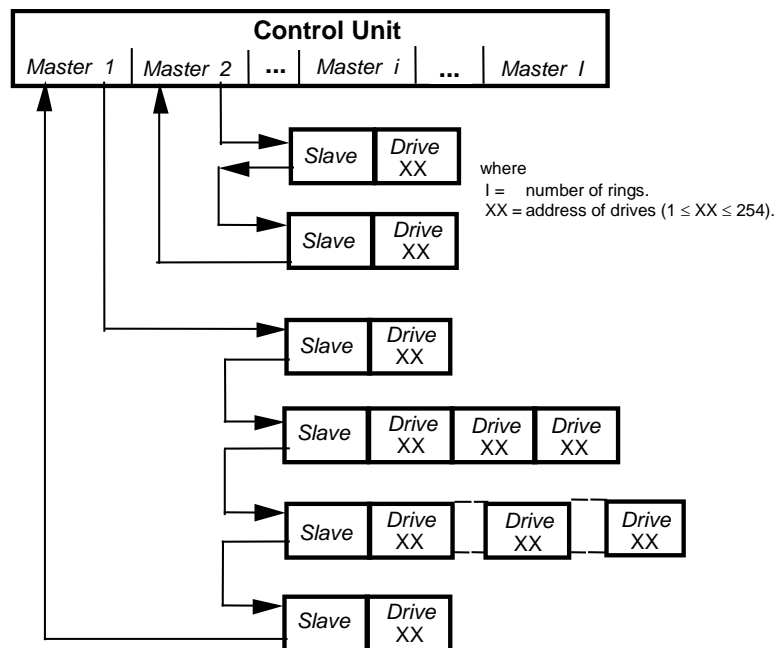 Control Unit
Master 1 Master 2 ... Master i ... Master I
Slave Drive XX
where
I = number of rings.
XX = address of drives (1 ≤ XX ≤ 254).
Slave Drive XX
Slave Drive XX
Slave Drive XX Drive XX Drive XX
Slave Drive XX Drive XX Drive XX
Slave Drive XX